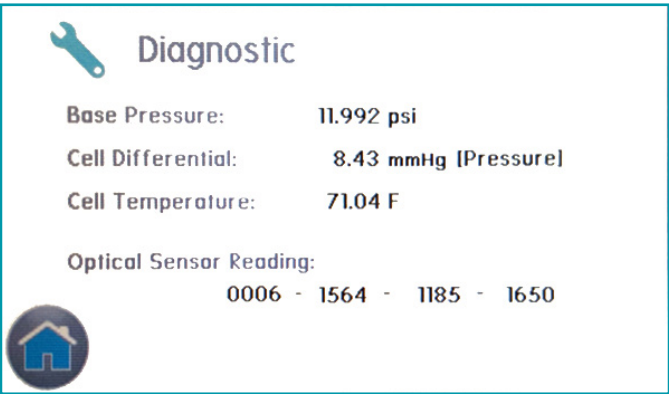 Diagnostic
Base Pressure: 11.992 psi
Cell Differential: 8.43 mmHg [Pressure]
Cell Temperature: 71.04 F
Optical Sensor Reading:
0006 - 1564 - 1185 - 1650